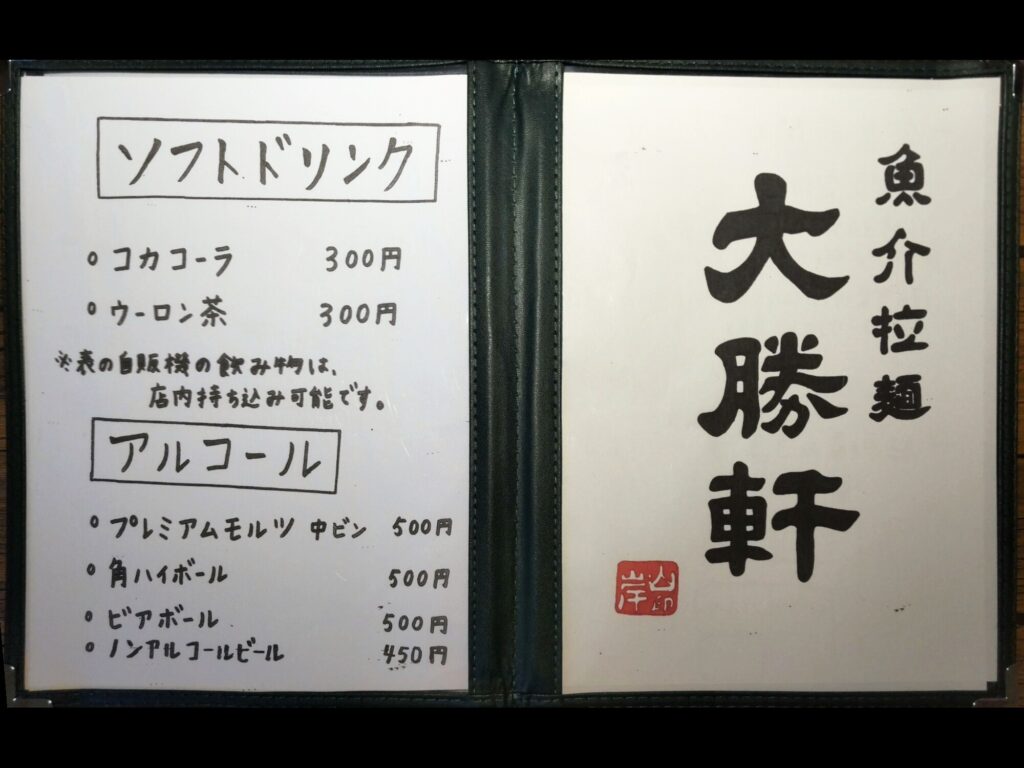 ソフトドリンク
○ コカコーラ 300円
○ ウーロン茶 300円
※表の自販機の飲み物は、
店内持ち込み可能です。
アルコール
○ プレミアムモルツ 中ビン 500円
○ 角ハイボール 500円
○ ビアボール 500円
○ ノンアルコールビール 450円
魚介拉麺
大勝軒
山岸印